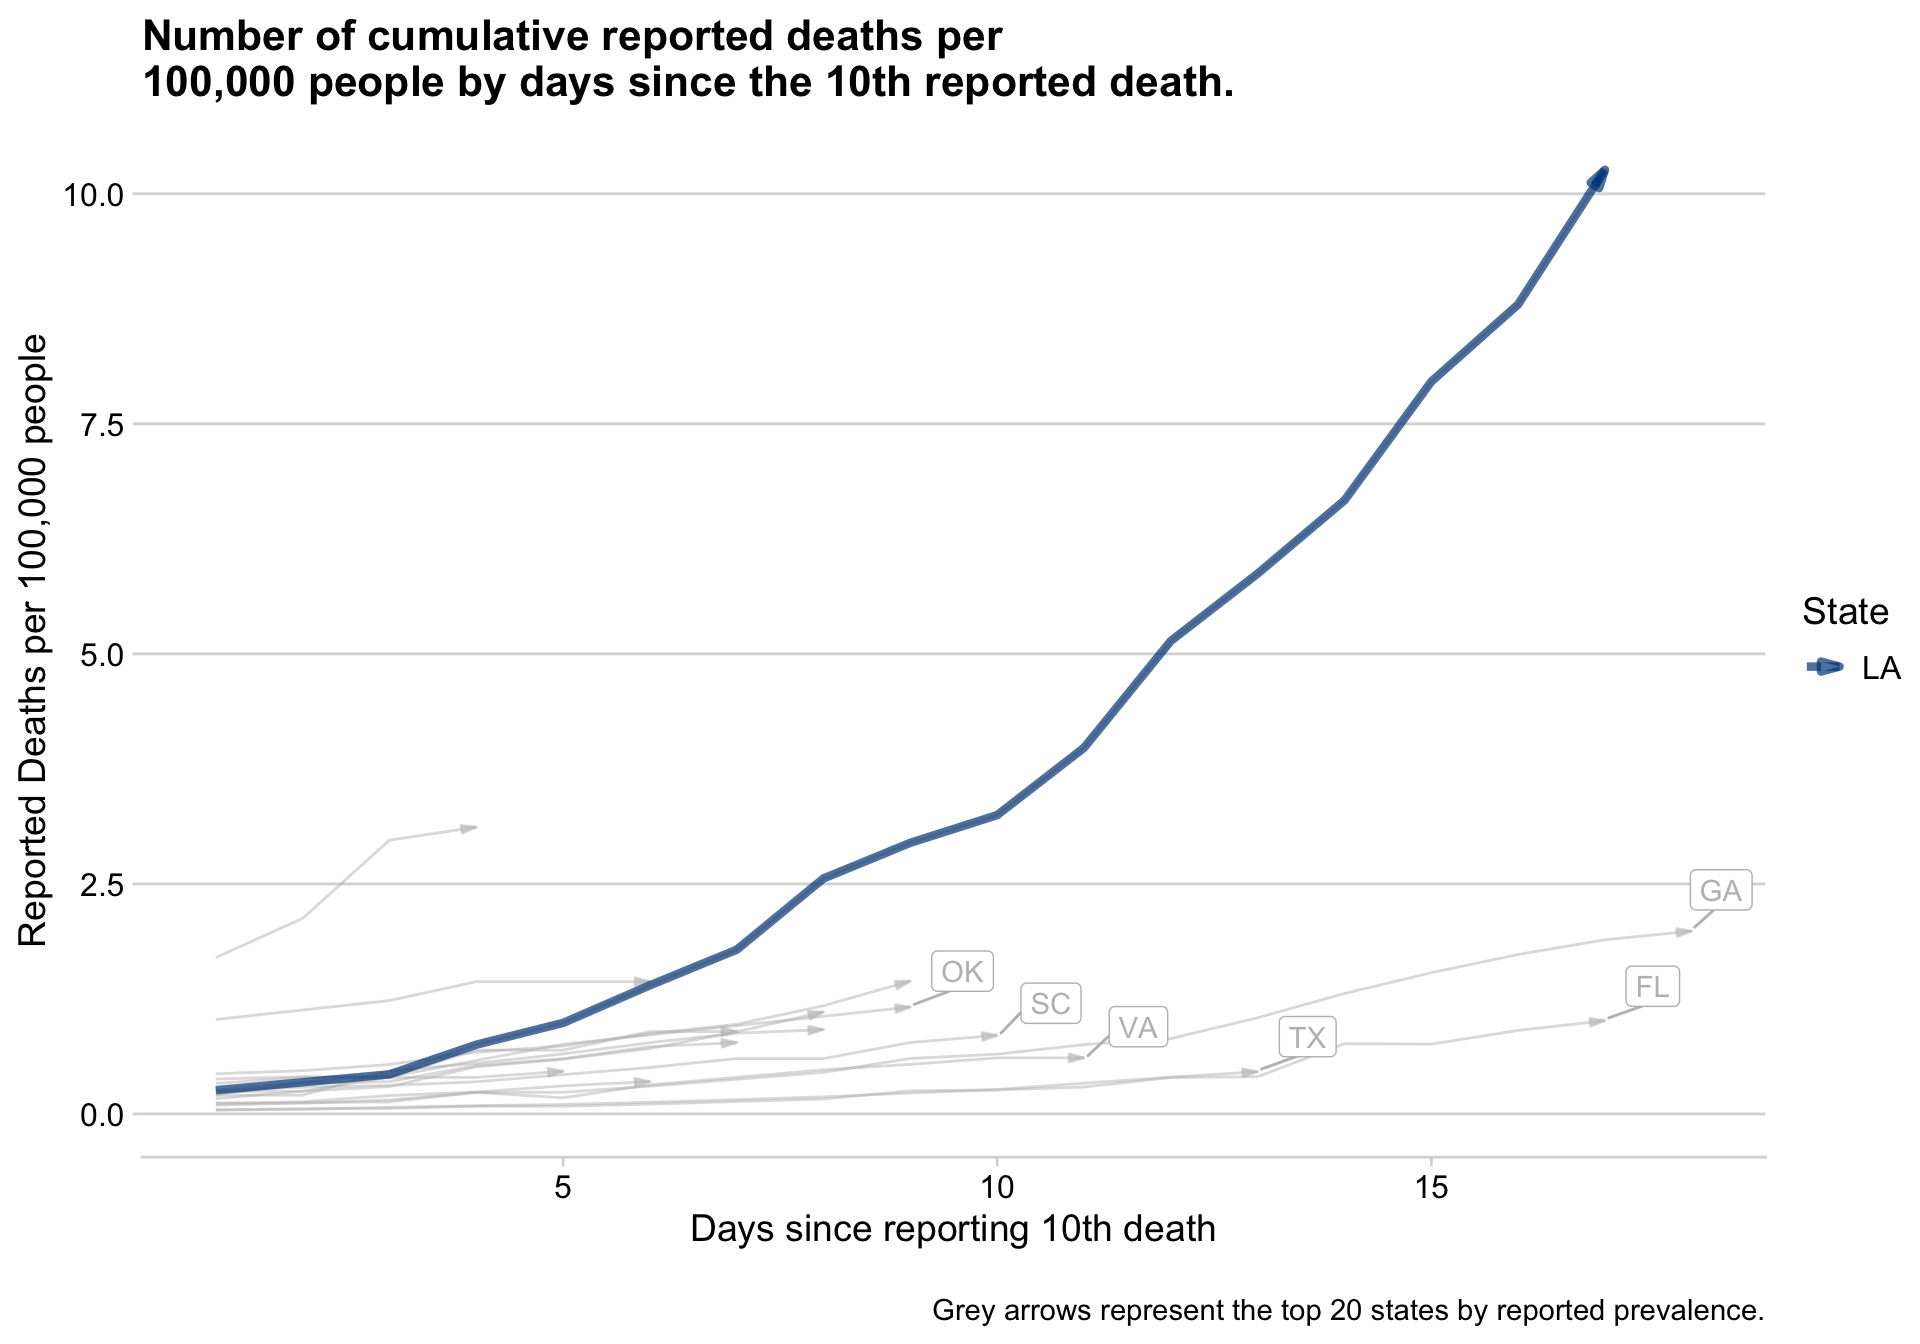 Number of cumulative reported deaths per
100,000 people by days since the 10th reported death.
Reported Deaths per 100,000 people
10.0
7.5
5.0
2.5
0.0
GA
FL
OK
SC
VA
TX
State
LA
5
10
15
Days since reporting 10th death
Grey arrows represent the top 20 states by reported prevalence.